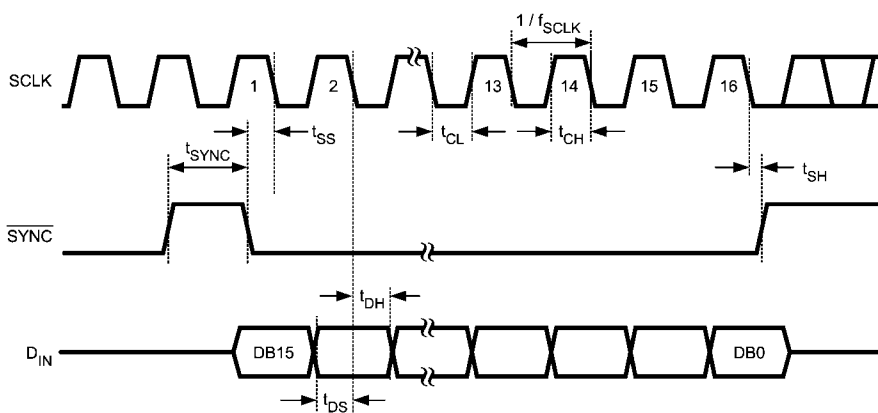 1 / fSCLK
SCLK
1
2
13
14
15
16
tSS
tCL
tCH
tSYNC
tSH
SYNC
tDH
DIN
DB15
DB0
tDS